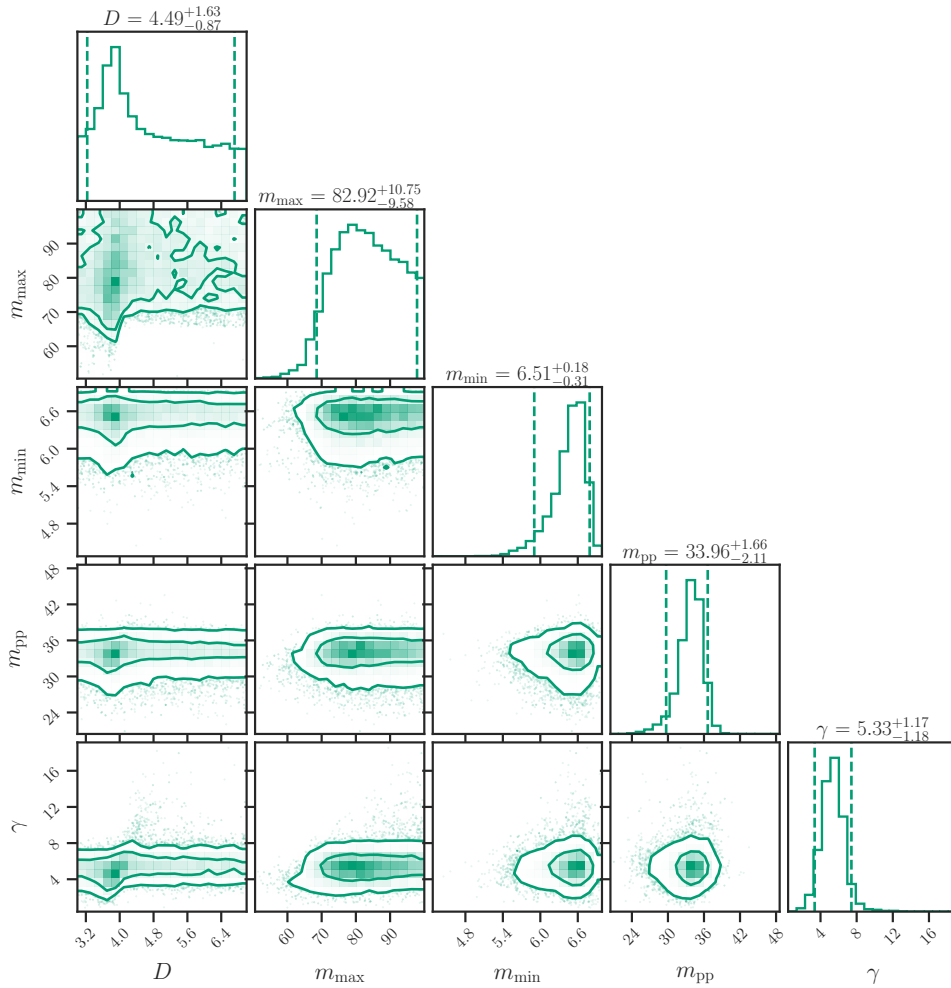 D = 4.49^{+1.63}_{-0.87}
m_max = 82.92^{+10.75}_{-9.58}
90
80
70
60
m_max
m_min = 6.51^{+0.18}_{-0.31}
6.6
6.0
5.4
4.8
m_min
m_pp = 33.96^{+1.66}_{-2.11}
48
42
36
30
24
m_pp
γ = 5.33^{+1.17}_{-1.18}
16
12
8
4
γ
3.2 4.0 4.8 5.6 6.4
60 70 80 90
4.8 5.4 6.0 6.6
24 30 36 42 48
4 8 12 16
D m_max m_min m_pp γ